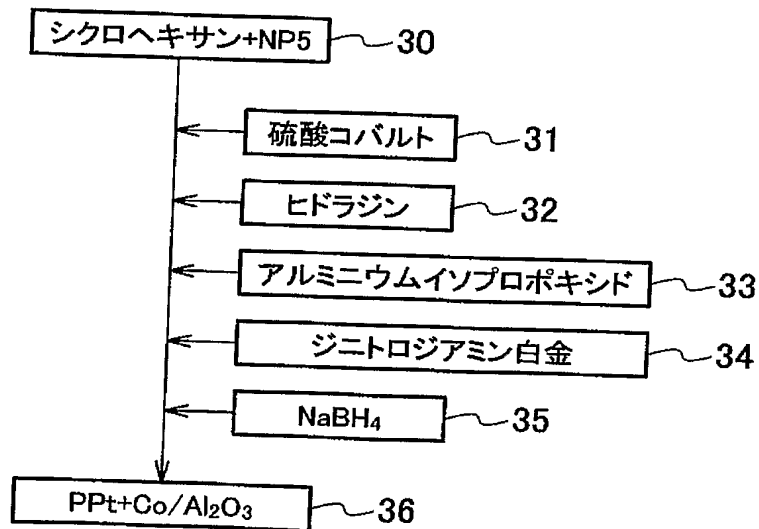 シクロヘキサン+NP5 30
硫酸コバルト 31
ヒドラジン 32
アルミニウムイソプロポキシド 33
ジニトロジアミン白金 34
NaBH₄ 35
PPt+Co/Al₂O₃ 36